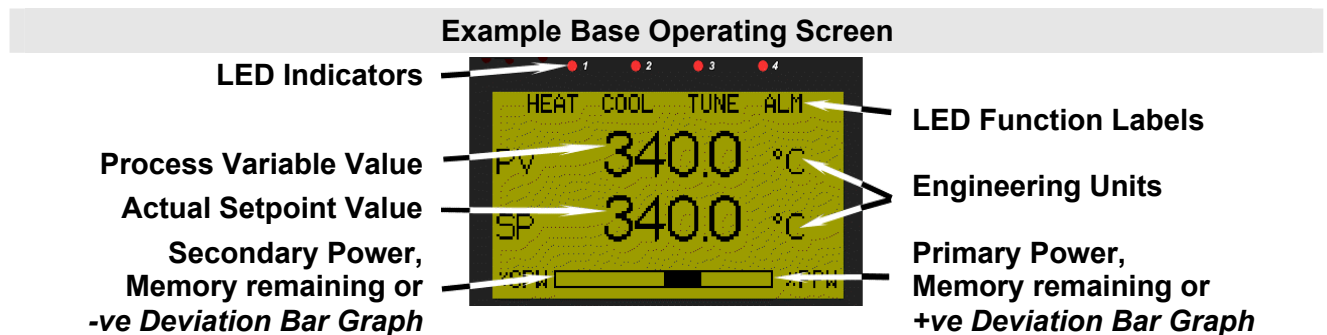 Example Base Operating Screen
LED Indicators
1 2 3 4
HEAT COOL TUNE ALM
LED Function Labels
Process Variable Value
PV 340.0 °C
Engineering Units
Actual Setpoint Value
SP 340.0 °C
Secondary Power,
Memory remaining or
-ve Deviation Bar Graph
%PPW
Primary Power,
Memory remaining or
+ve Deviation Bar Graph